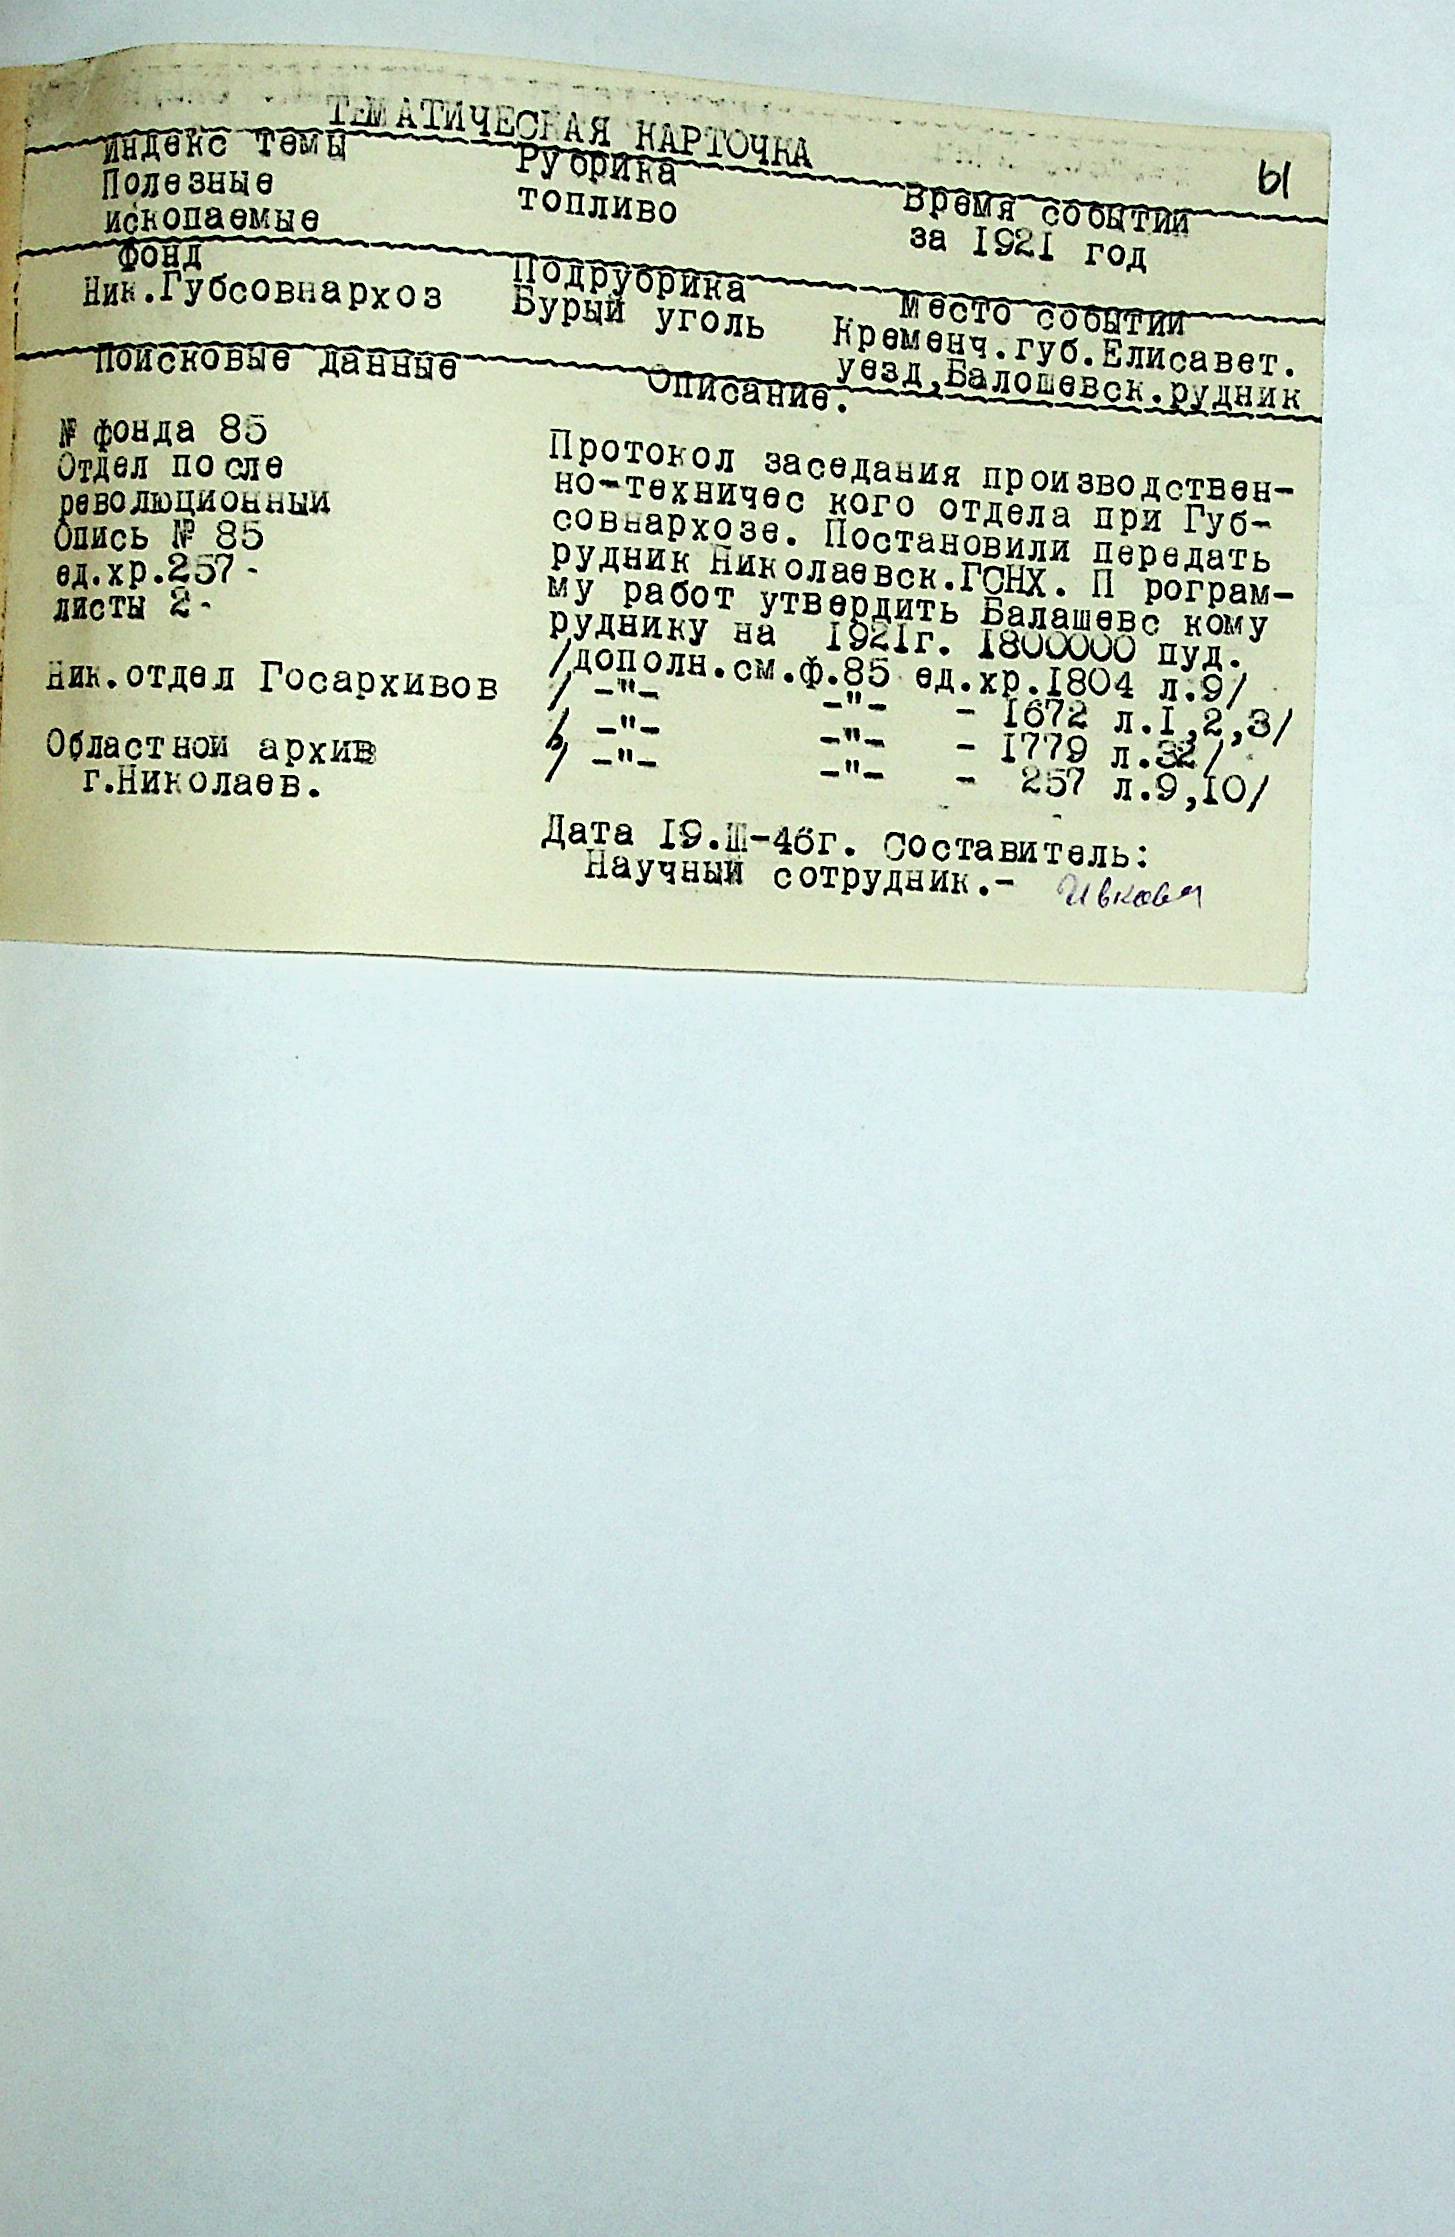 ТЕМАТИЧЕСКАЯ КАРТОЧКА
61
Индекс темы
Полезные
ископаемые
Рубрика
топливо
Время событий
за 1921 год
Фонд
Ник.Губсовнархоз
Подрубрика
Бурый уголь
Место событий
Кременч.губ.Елисавет.
уезд,Балошевск.рудник
Поисковые данные
Описание.
№ фонда 85
Отдел после
революционный
Опись № 85
ед.хр.257-
листы 2-
Ник.отдел Госархивов
Областной архив
г.Николаев.
Протокол заседания производствен-
но-техничес кого отдела при Губ-
совнархозе. Постановили передать
рудник Николаевск.ГСНХ. П рограм-
му работ утвердить Балашевс кому
руднику на 1921г. 1800000 пуд.
/дополн.см.ф.85 ед.хр.1804 л.9/
/ -"- -"- - 1672 л.1,2,3/
/ -"- -"- - 1779 л.32/
/ -"- -"- - 257 л.9,10/
Дата 19.Ш-46г. Составитель:
Научный сотрудник.-